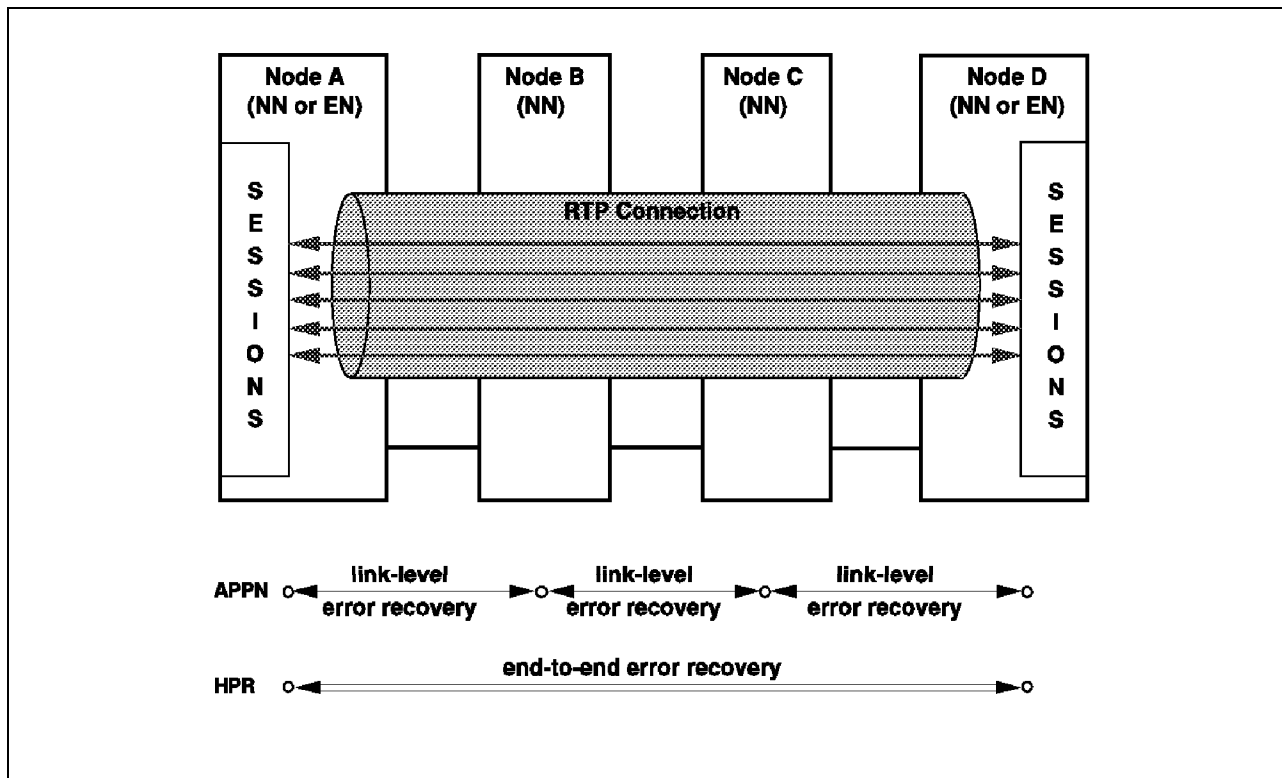 Node A
(NN or EN)
Node B
(NN)
Node C
(NN)
Node D
(NN or EN)
S
E
S
S
I
O
N
S
RTP Connection
S
E
S
S
I
O
N
S
APPN
link-level
error recovery
link-level
error recovery
link-level
error recovery
HPR
end-to-end error recovery